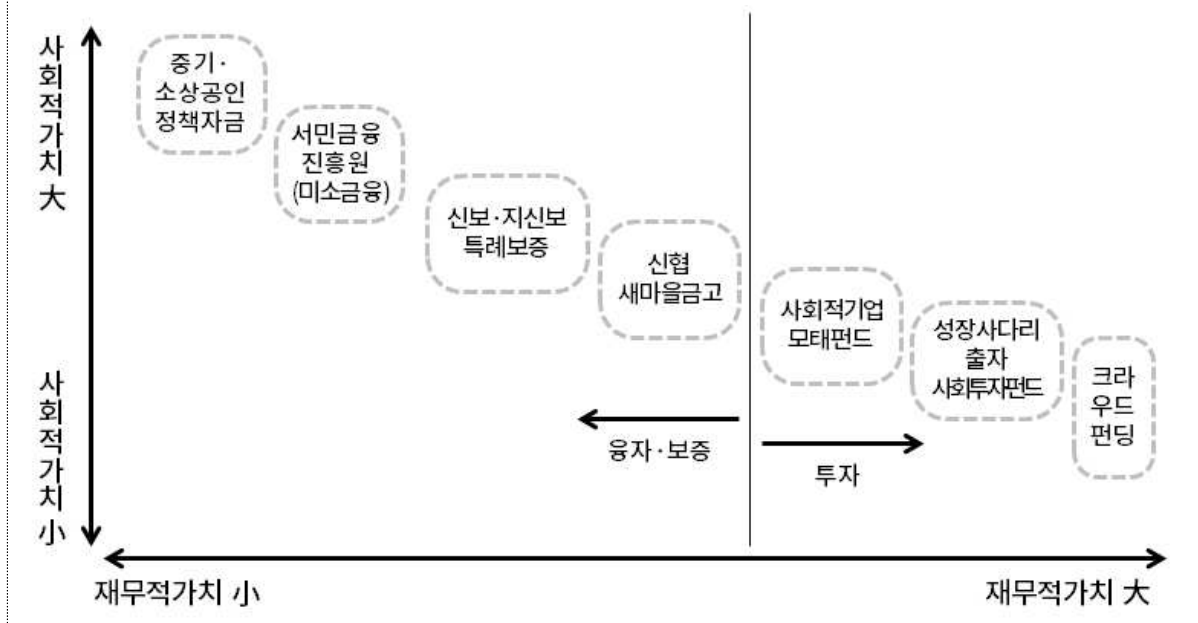 사회적가치 大
중기·
소상공인
정책자금
서민금융
진흥원
(미소금융)
신보·지신보
특례보증
신협
새마을금고
사회적기업
모태펀드
성장사다리
출자
사회투자펀드
크라
우드
펀딩
사회적가치 小
융자·보증
투자
재무적가치 小
재무적가치 大